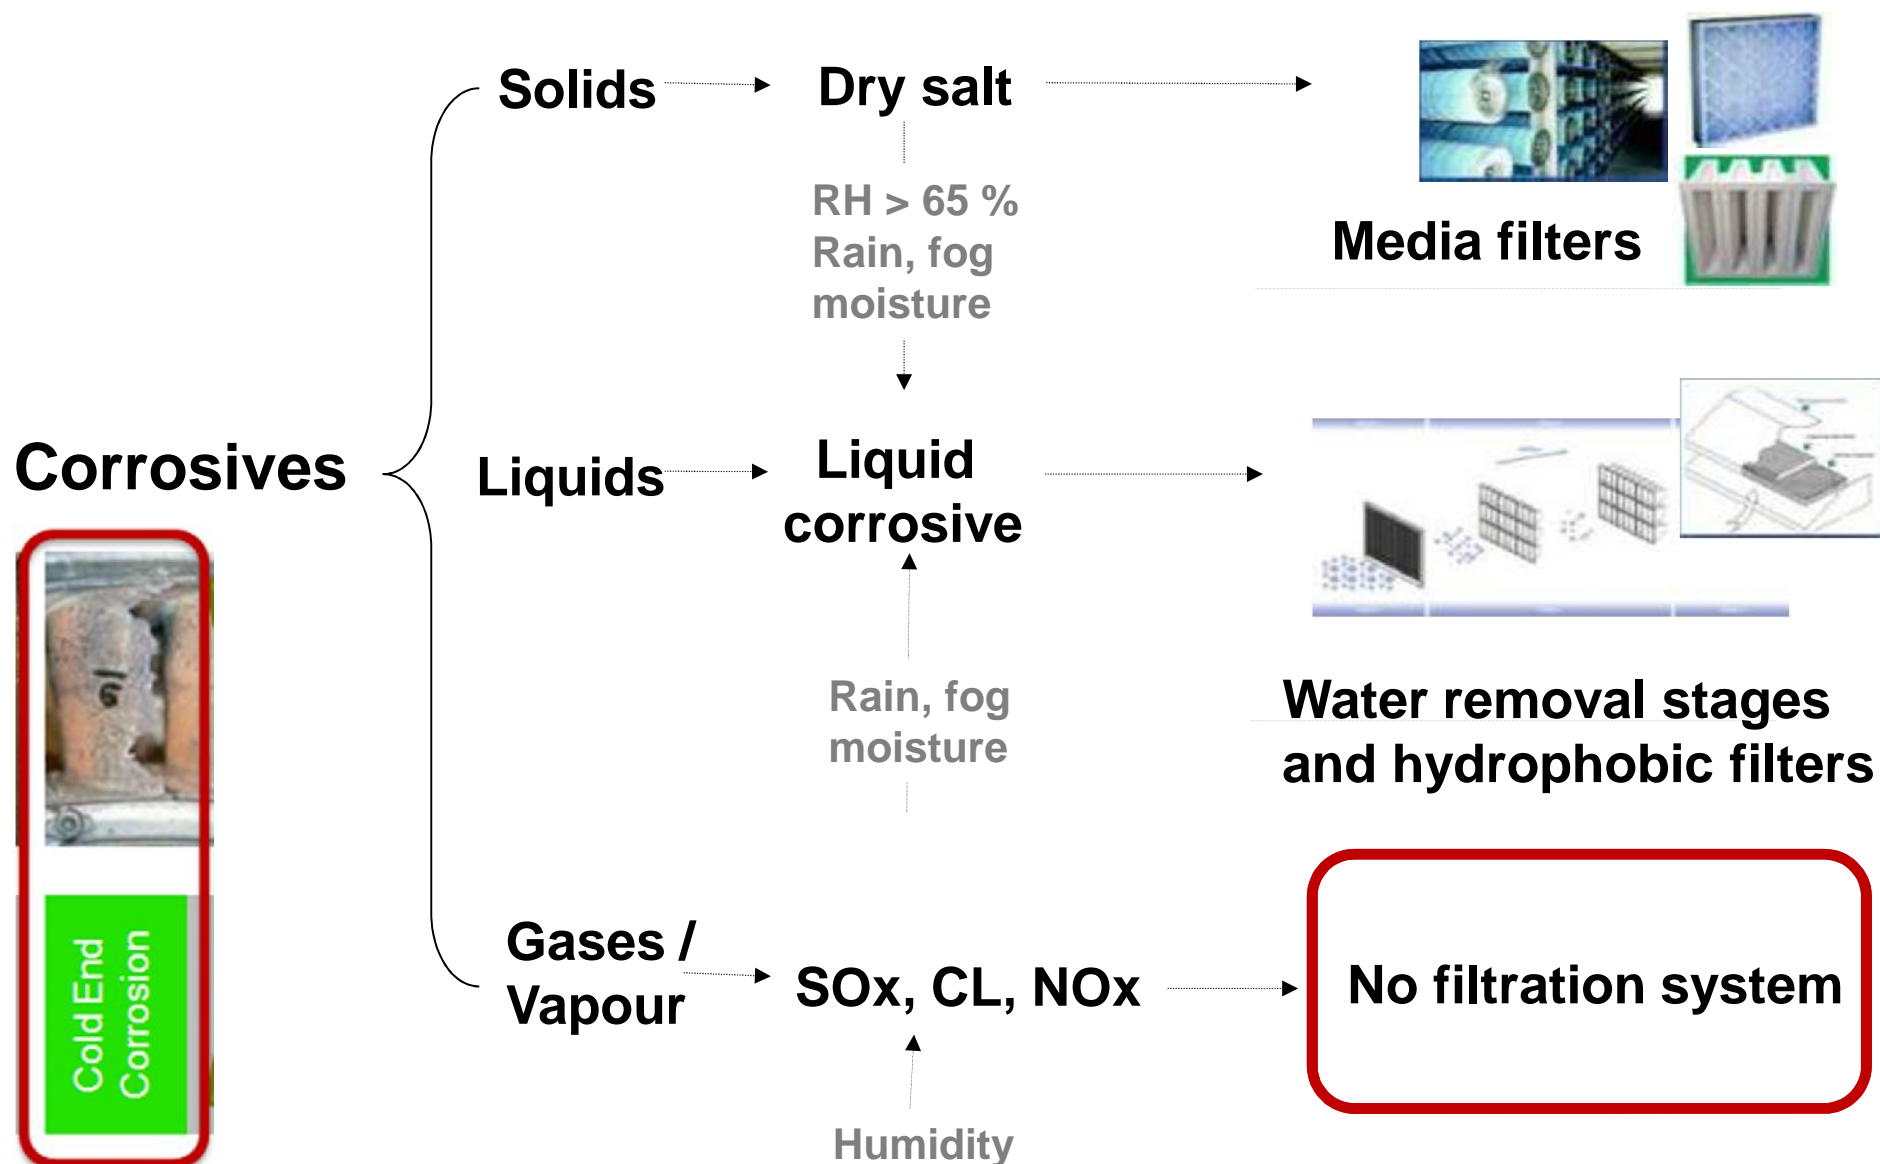 Solids
Dry salt
RH > 65 %
Rain, fog
moisture
Media filters
Corrosives
Liquids
Liquid
corrosive
Rain, fog
moisture
Water removal stages
and hydrophobic filters
Cold End
Corrosion
Gases /
Vapour
SOx, CL, NOx
No filtration system
Humidity